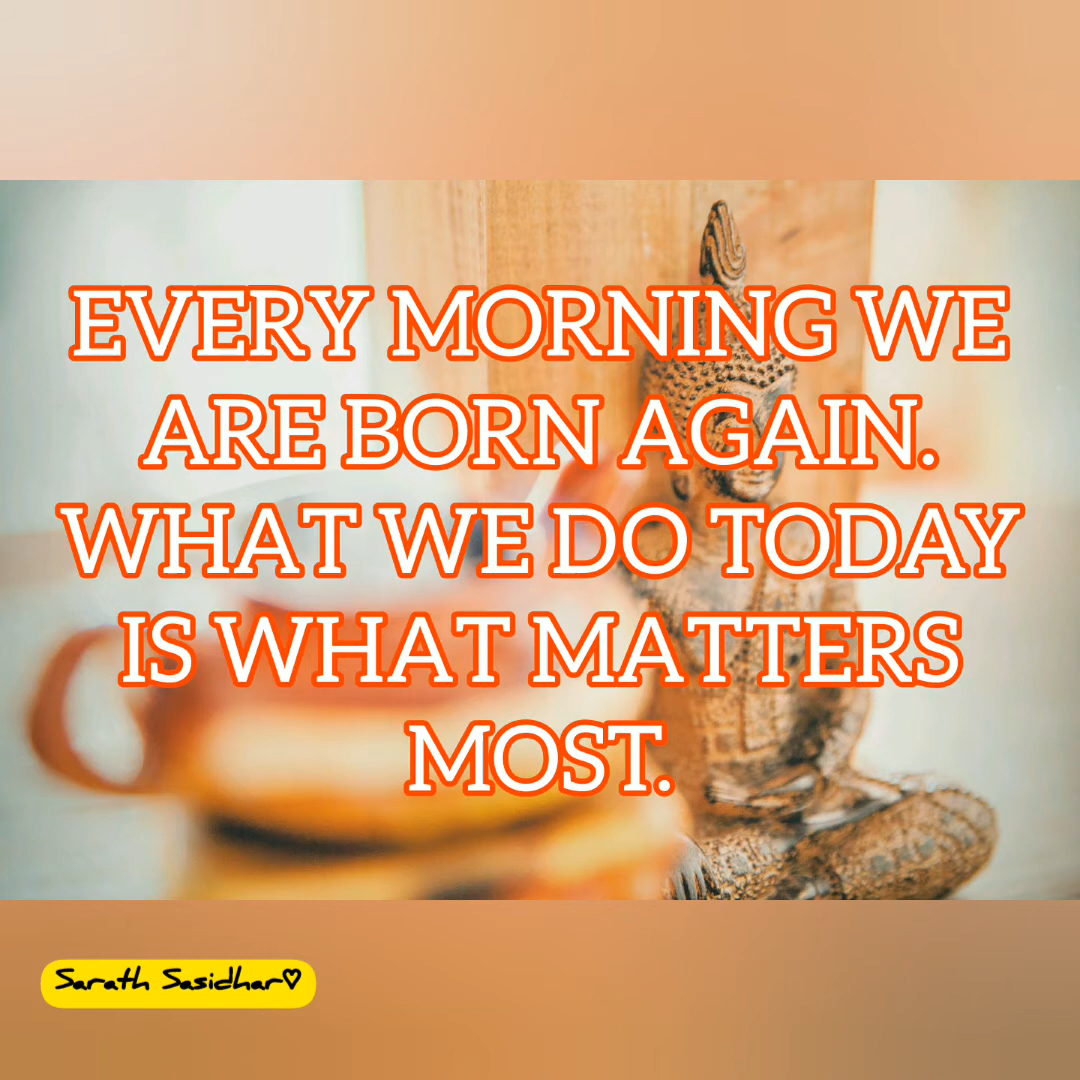 EVERY MORNING WE
ARE BORN AGAIN.
WHAT WE DO TODAY
IS WHAT MATTERS
MOST.
Sarath Sasidhar♡